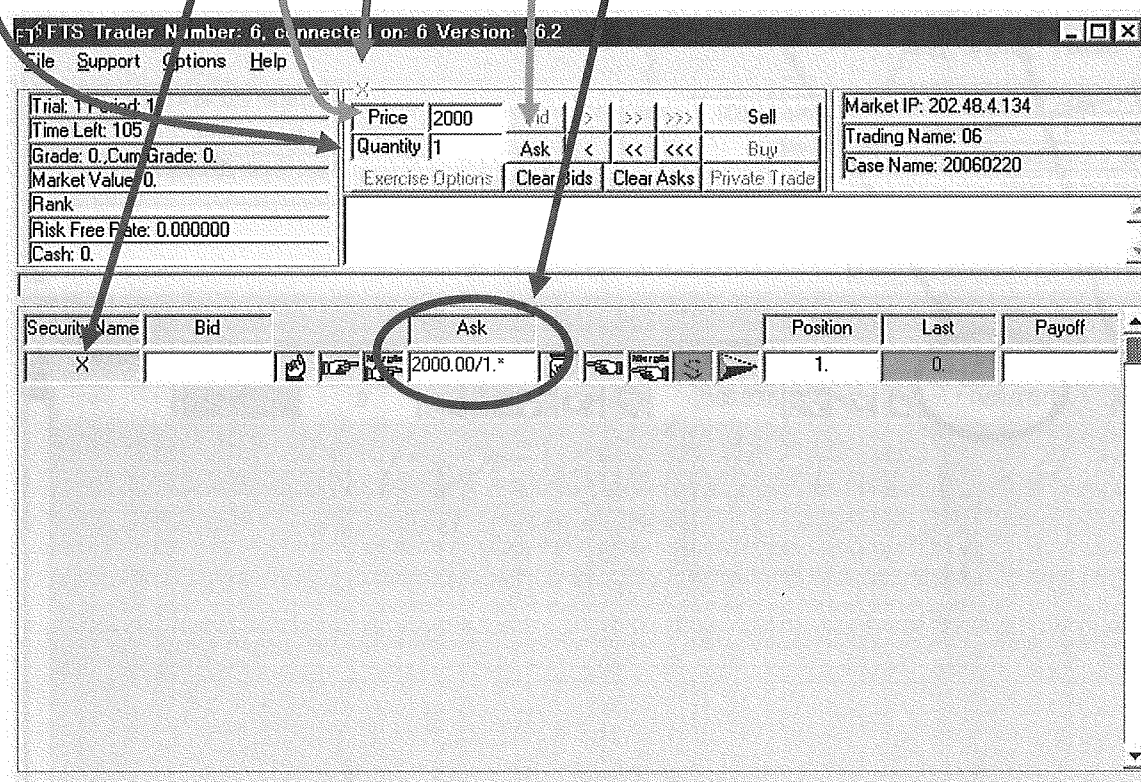 FTS Trader Number: 6, connected on: 6 Version: v6.2
File Support Options Help
Trial: 1 Period: 1
Time Left: 105
Grade: 0.,Cum Grade: 0.
Market Value: 0.
Rank
Risk Free Rate: 0.000000
Cash: 0.
X
Price 2000 Bid > >> >>> Sell
Quantity 1 Ask < << <<< Buy
Exercise Options Clear Bids Clear Asks Private Trade
Market IP: 202.48.4.134
Trading Name: 06
Case Name: 20060220
Security Name Bid Ask Position Last Payoff
X 2000.00/1.* 1. 0.